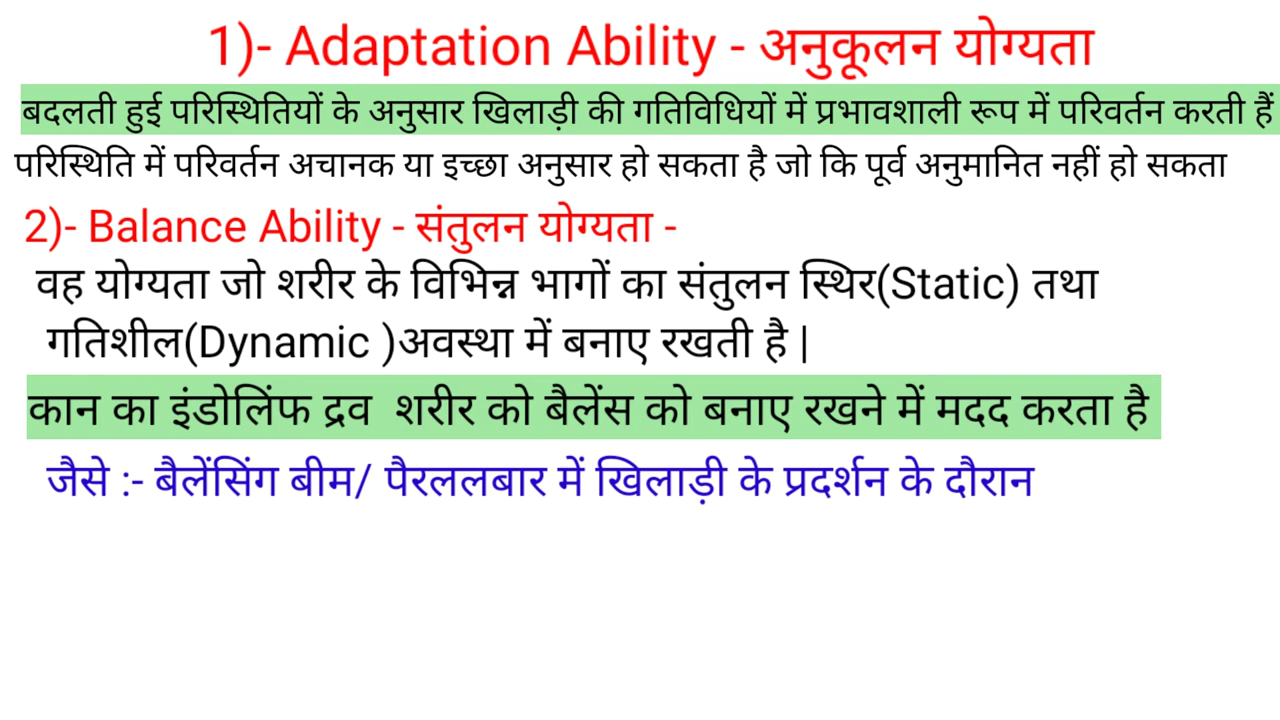 1)- Adaptation Ability - अनुकूलन योग्यता
बदलती हुई परिस्थितियों के अनुसार खिलाड़ी की गतिविधियों में प्रभावशाली रूप में परिवर्तन करती हैं
परिस्थिति में परिवर्तन अचानक या इच्छा अनुसार हो सकता है जो कि पूर्व अनुमानित नहीं हो सकता
2)- Balance Ability - संतुलन योग्यता -
वह योग्यता जो शरीर के विभिन्न भागों का संतुलन स्थिर(Static) तथा
गतिशील(Dynamic )अवस्था में बनाए रखती है |
कान का इंडोलिंफ द्रव  शरीर को बैलेंस को बनाए रखने में मदद करता है
जैसे :- बैलेंसिंग बीम/ पैरललबार में खिलाड़ी के प्रदर्शन के दौरान